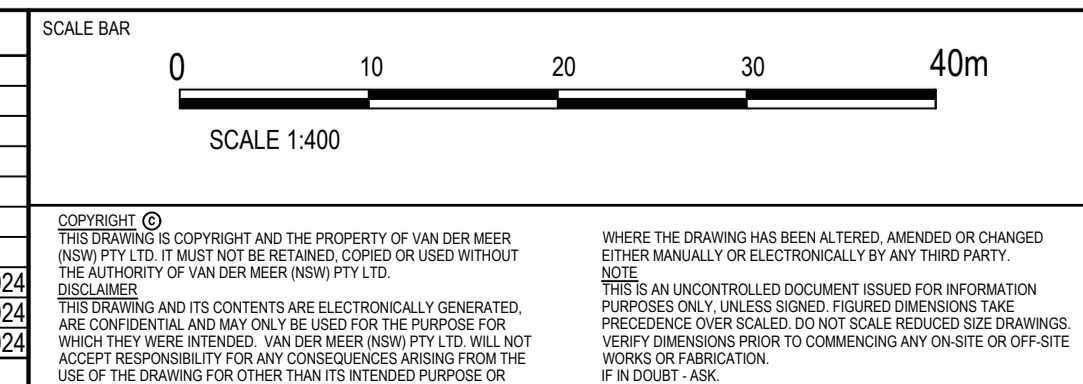 SCALE BAR
0 10 20 30 40m
SCALE 1:400
COPYRIGHT ©
THIS DRAWING IS COPYRIGHT AND THE PROPERTY OF VAN DER MEER
(NSW) PTY LTD. IT MUST NOT BE RETAINED, COPIED OR USED WITHOUT
THE AUTHORITY OF VAN DER MEER (NSW) PTY LTD.
DISCLAIMER
THIS DRAWING AND ITS CONTENTS ARE ELECTRONICALLY GENERATED,
ARE CONFIDENTIAL AND MAY ONLY BE USED FOR THE PURPOSE FOR
WHICH THEY WERE INTENDED. VAN DER MEER (NSW) PTY LTD. WILL NOT
ACCEPT RESPONSIBILITY FOR ANY CONSEQUENCES ARISING FROM THE
USE OF THE DRAWING FOR OTHER THAN ITS INTENDED PURPOSE OR
WHERE THE DRAWING HAS BEEN ALTERED, AMENDED OR CHANGED
EITHER MANUALLY OR ELECTRONICALLY BY ANY THIRD PARTY.
NOTE
THIS IS AN UNCONTROLLED DOCUMENT ISSUED FOR INFORMATION
PURPOSES ONLY, UNLESS SIGNED. FIGURED DIMENSIONS TAKE
PRECEDENCE OVER SCALED. DO NOT SCALE REDUCED SIZE DRAWINGS.
VERIFY DIMENSIONS PRIOR TO COMMENCING ANY ON-SITE OR OFF-SITE
WORKS OR FABRICATION.
IF IN DOUBT - ASK.
24
24
24